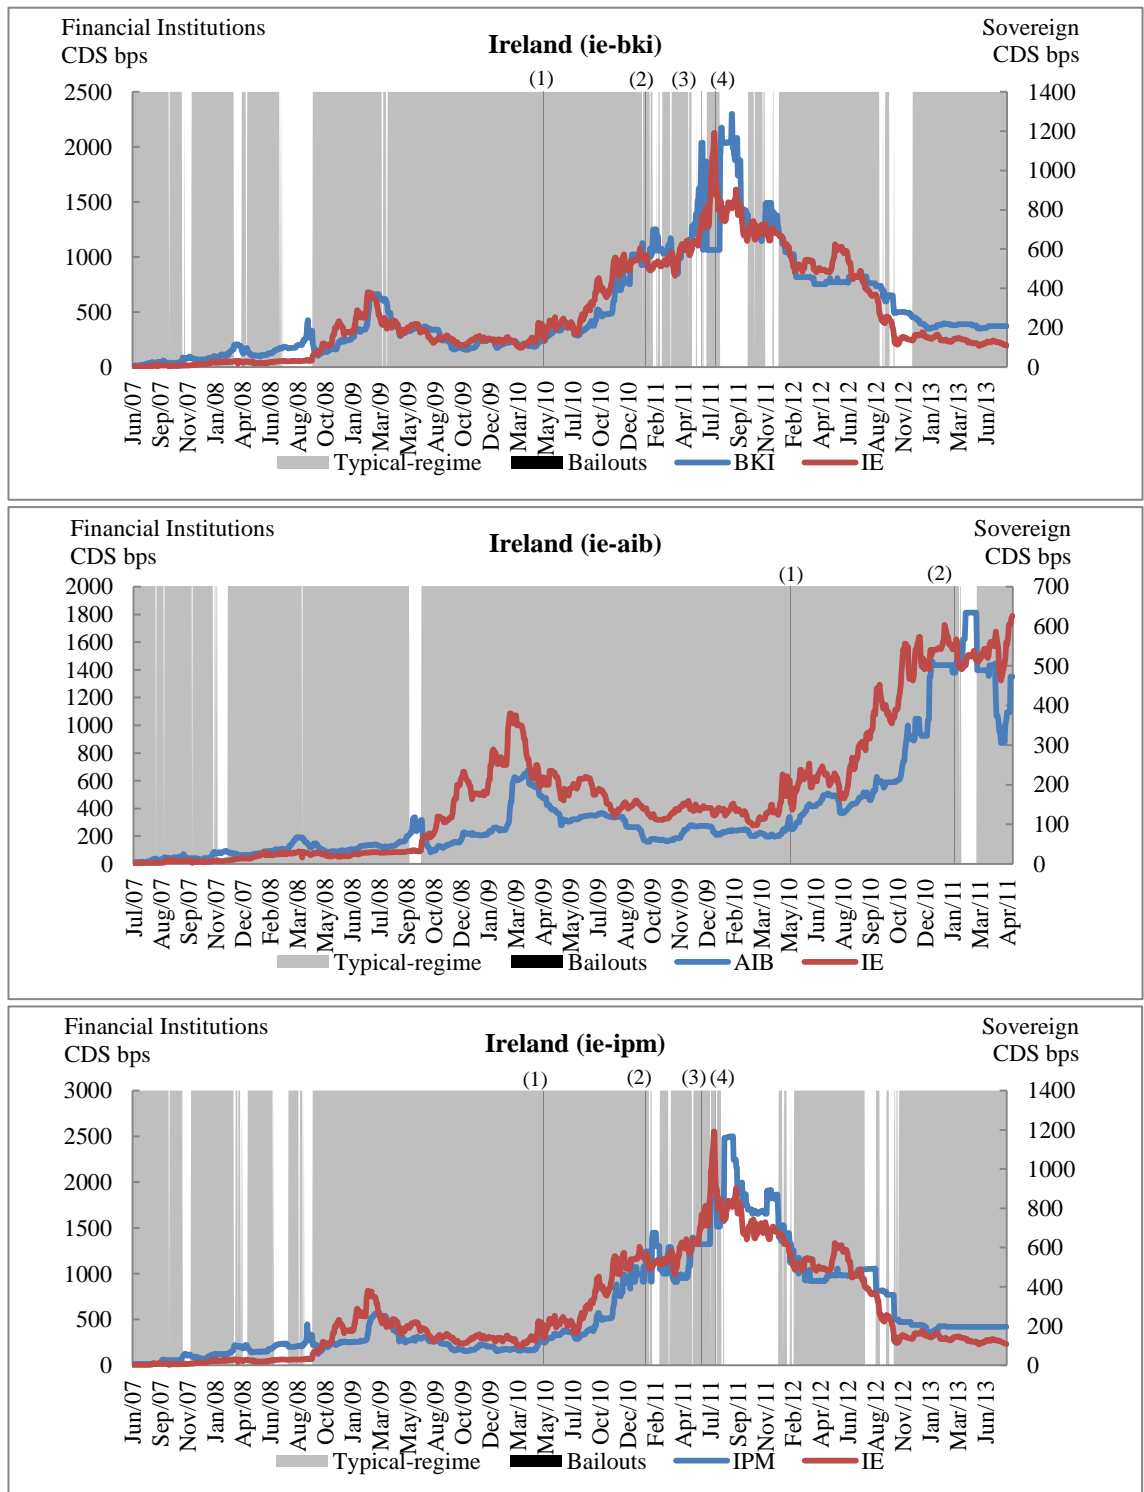 Financial Institutions
CDS bps
Ireland (ie-bki)
Sovereign
CDS bps
(1) (2) (3) (4)
2500 1400
2000 1200
1500 1000
1000 800
500 600
0 400
200
0
Jun/07 Sep/07 Nov/07 Jan/08 Apr/08 Jun/08 Aug/08 Oct/08 Jan/09 Mar/09 May/09 Aug/09 Oct/09 Dec/09 Mar/10 May/10 Jul/10 Oct/10 Dec/10 Feb/11 Apr/11 Jul/11 Sep/11 Nov/11 Feb/12 Apr/12 Jun/12 Aug/12 Nov/12 Jan/13 Mar/13 Jun/13
Typical-regime Bailouts BKI IE
Financial Institutions
CDS bps
Ireland (ie-aib)
Sovereign
CDS bps
(1) (2)
2000 700
1800 600
1600 500
1400 400
1200 300
1000 200
800 100
600 0
400
200
0
Jul/07 Aug/07 Sep/07 Nov/07 Dec/07 Feb/08 Mar/08 May/08 Jun/08 Jul/08 Sep/08 Oct/08 Dec/08 Jan/09 Mar/09 Apr/09 May/09 Jul/09 Aug/09 Oct/09 Nov/09 Dec/09 Feb/10 Mar/10 May/10 Jun/10 Jul/10 Sep/10 Oct/10 Dec/10 Jan/11 Mar/11 Apr/11
Typical-regime Bailouts AIB IE
Financial Institutions
CDS bps
Ireland (ie-ipm)
Sovereign
CDS bps
(1) (2) (3) (4)
3000 1400
2500 1200
2000 1000
1500 800
1000 600
500 400
0 200
0
Jun/07 Sep/07 Nov/07 Jan/08 Apr/08 Jun/08 Aug/08 Oct/08 Jan/09 Mar/09 May/09 Aug/09 Oct/09 Dec/09 Mar/10 May/10 Jul/10 Oct/10 Dec/10 Feb/11 Apr/11 Jul/11 Sep/11 Nov/11 Feb/12 Apr/12 Jun/12 Aug/12 Nov/12 Jan/13 Mar/13 Jun/13
Typical-regime Bailouts IPM IE